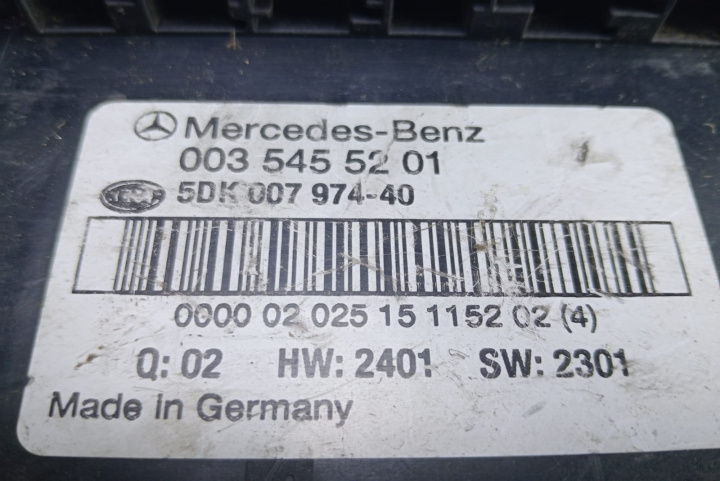 Mercedes-Benz
003 545 52 01
5DK 007 974-40
0000 02 025 15 1152 02 (4)
Q: 02 HW: 2401 SW: 2301
Made in Germany